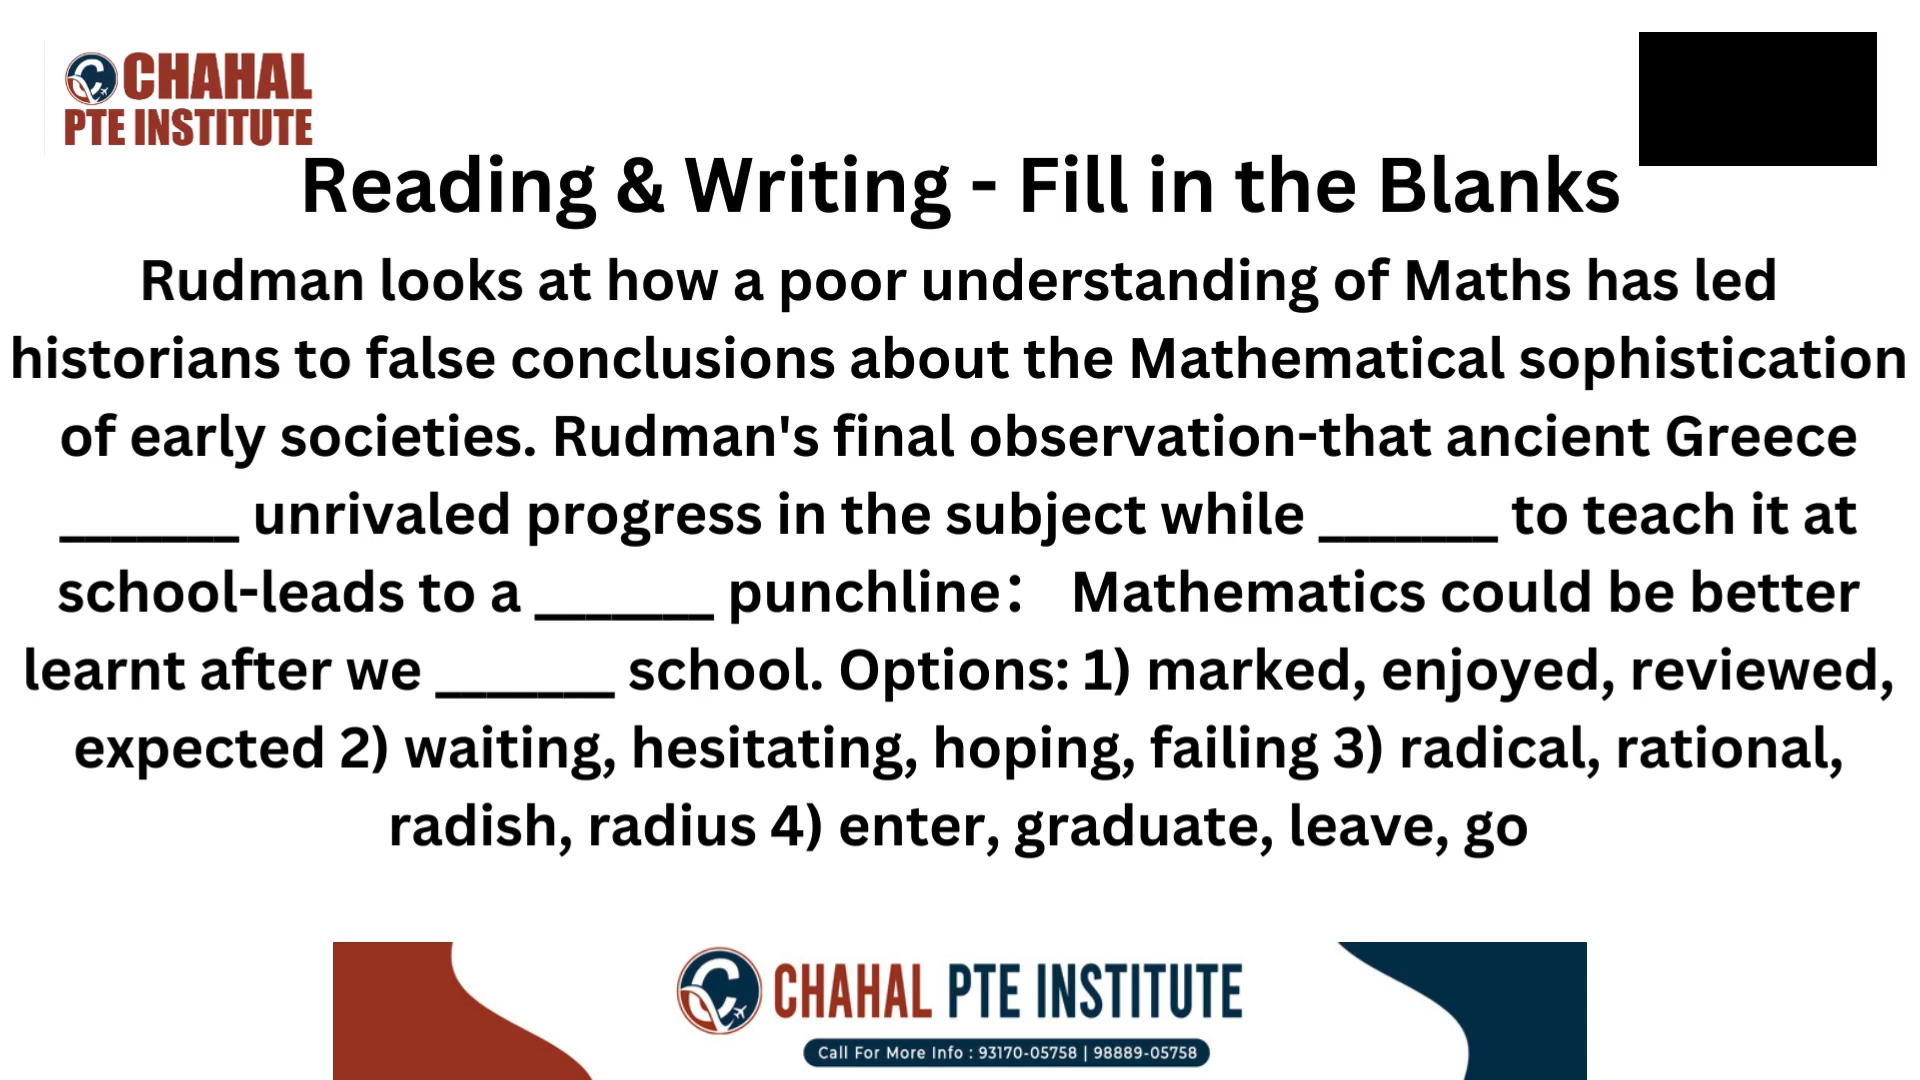 CHAHAL
PTE INSTITUTE
Reading & Writing - Fill in the Blanks
Rudman looks at how a poor understanding of Maths has led
historians to false conclusions about the Mathematical sophistication
of early societies. Rudman's final observation-that ancient Greece
_______ unrivaled progress in the subject while _______ to teach it at
school-leads to a _______ punchline： Mathematics could be better
learnt after we _______ school. Options: 1) marked, enjoyed, reviewed,
expected 2) waiting, hesitating, hoping, failing 3) radical, rational,
radish, radius 4) enter, graduate, leave, go
CHAHAL PTE INSTITUTE
Call For More Info : 93170-05758 | 98889-05758